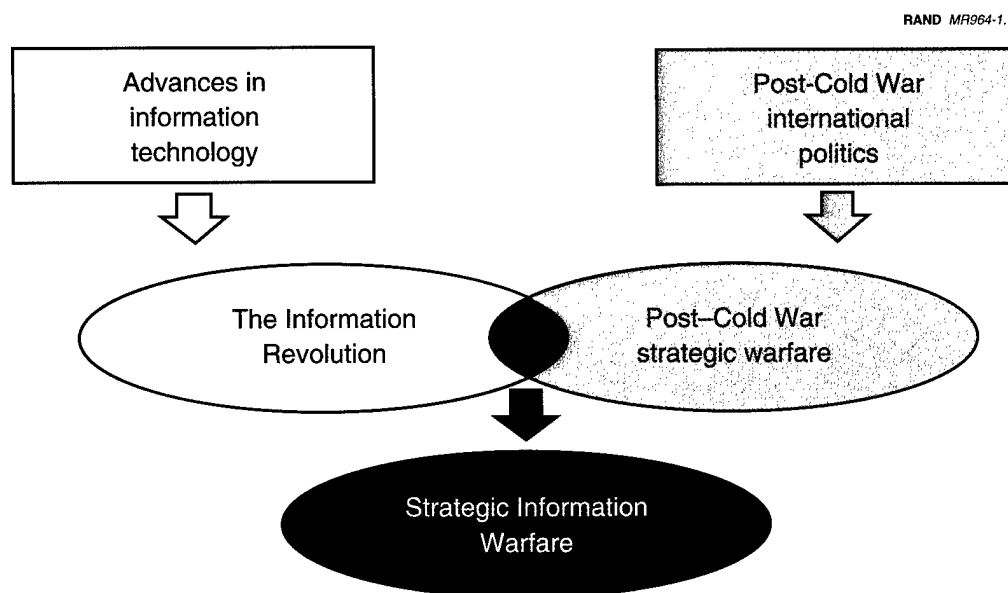 RAND MR964-1.
Advances in
information
technology
Post-Cold War
international
politics
The Information
Revolution
Post–Cold War
strategic warfare
Strategic Information
Warfare